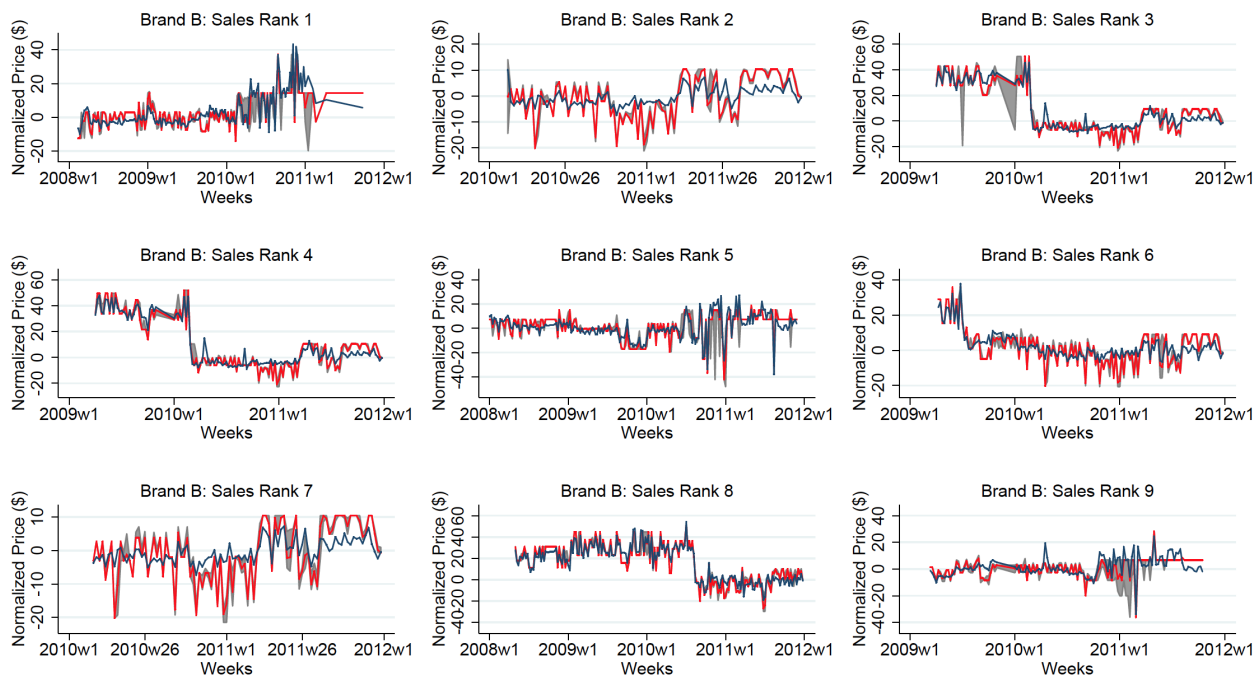 Brand B: Sales Rank 1
Normalized Price ($)
-20 0 20 40
2008w1 2009w1 2010w1 2011w1 2012w1
Weeks
Brand B: Sales Rank 2
Normalized Price ($)
-20 -10 0 10 20
2010w1 2010w26 2011w1 2011w26 2012w1
Weeks
Brand B: Sales Rank 3
Normalized Price ($)
-20 0 20 40 60
2009w1 2010w1 2011w1 2012w1
Weeks
Brand B: Sales Rank 4
Normalized Price ($)
-20 0 20 40 60
2009w1 2010w1 2011w1 2012w1
Weeks
Brand B: Sales Rank 5
Normalized Price ($)
-40 -20 0 20 40
2008w1 2009w1 2010w1 2011w1 2012w1
Weeks
Brand B: Sales Rank 6
Normalized Price ($)
-20 0 20 40
2009w1 2010w1 2011w1 2012w1
Weeks
Brand B: Sales Rank 7
Normalized Price ($)
-20 -10 0 10
2010w1 2010w26 2011w1 2011w26 2012w1
Weeks
Brand B: Sales Rank 8
Normalized Price ($)
-40 -20 0 20 40 60
2008w1 2009w1 2010w1 2011w1 2012w1
Weeks
Brand B: Sales Rank 9
Normalized Price ($)
-40 -20 0 20 40
2009w1 2010w1 2011w1 2012w1
Weeks